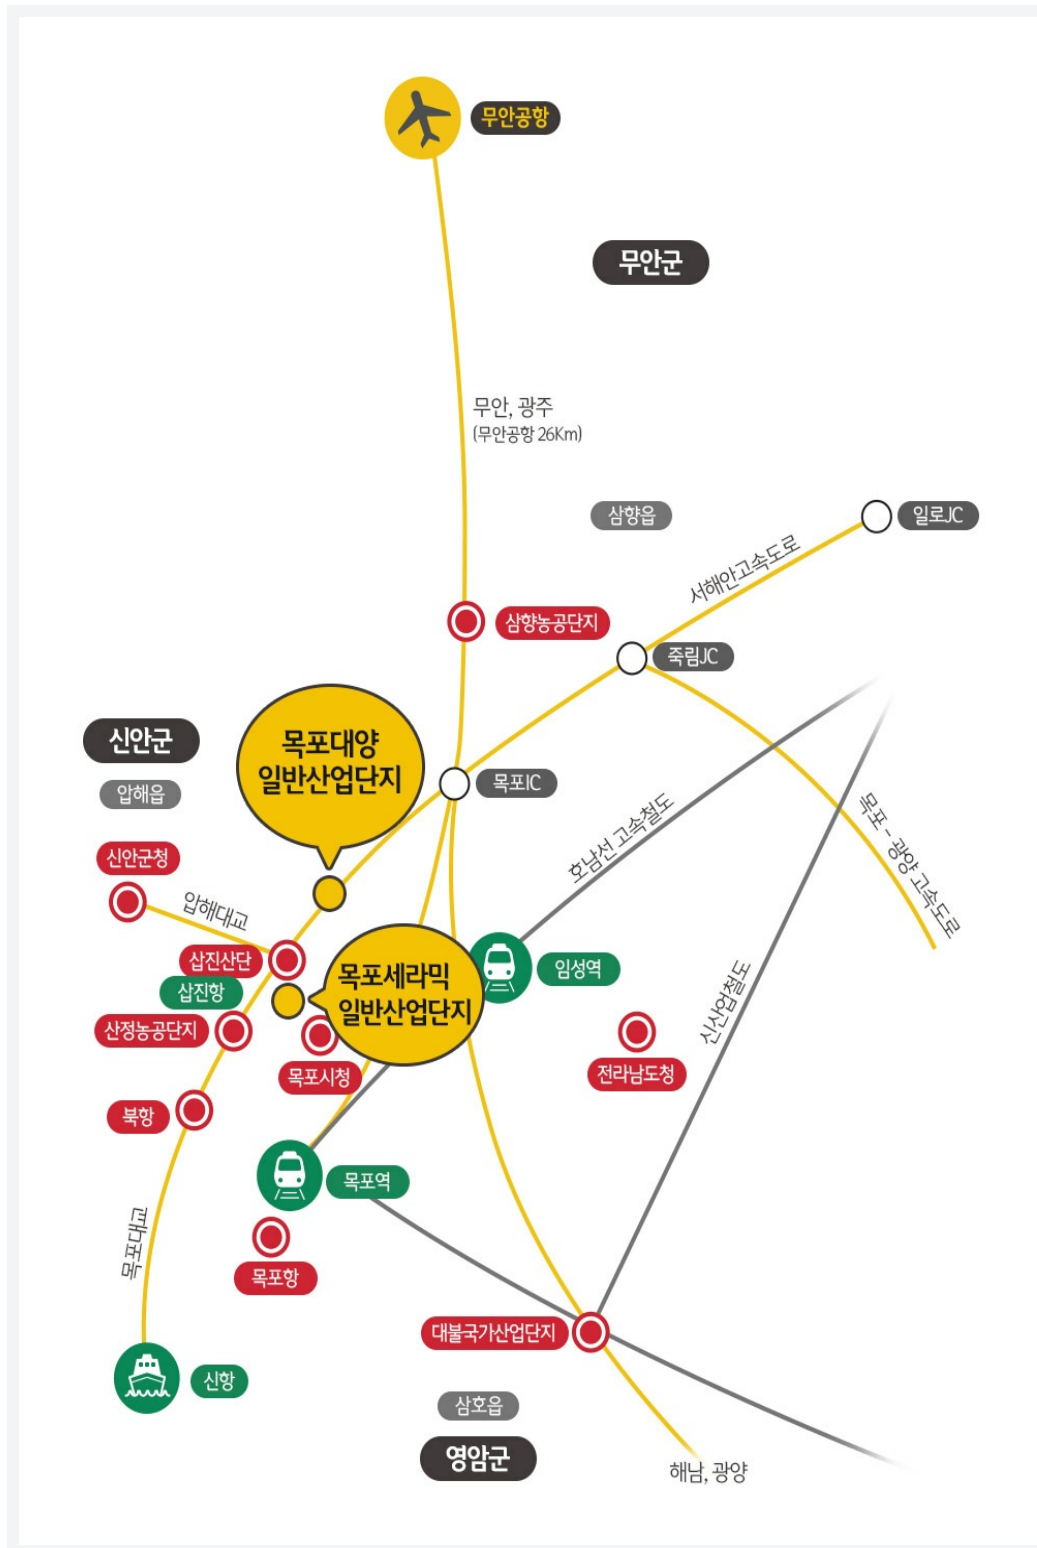 무안공항
무안군
무안, 광주
(무안공항 26Km)
삼향읍
일로JC
서해안고속도로
삼향농공단지
죽림JC
신안군
목포대양
일반산업단지
압해읍
목포IC
호남선 고속철도
목포 - 광양 고속도로
신안군청
압해대교
삽진산단
삽진항
목포세라믹
일반산업단지
임성역
신산업철도
산정농공단지
목포시청
전라남도청
북항
목포역
목포대교
목포항
대불국가산업단지
신항
삼호읍
영암군
해남, 광양